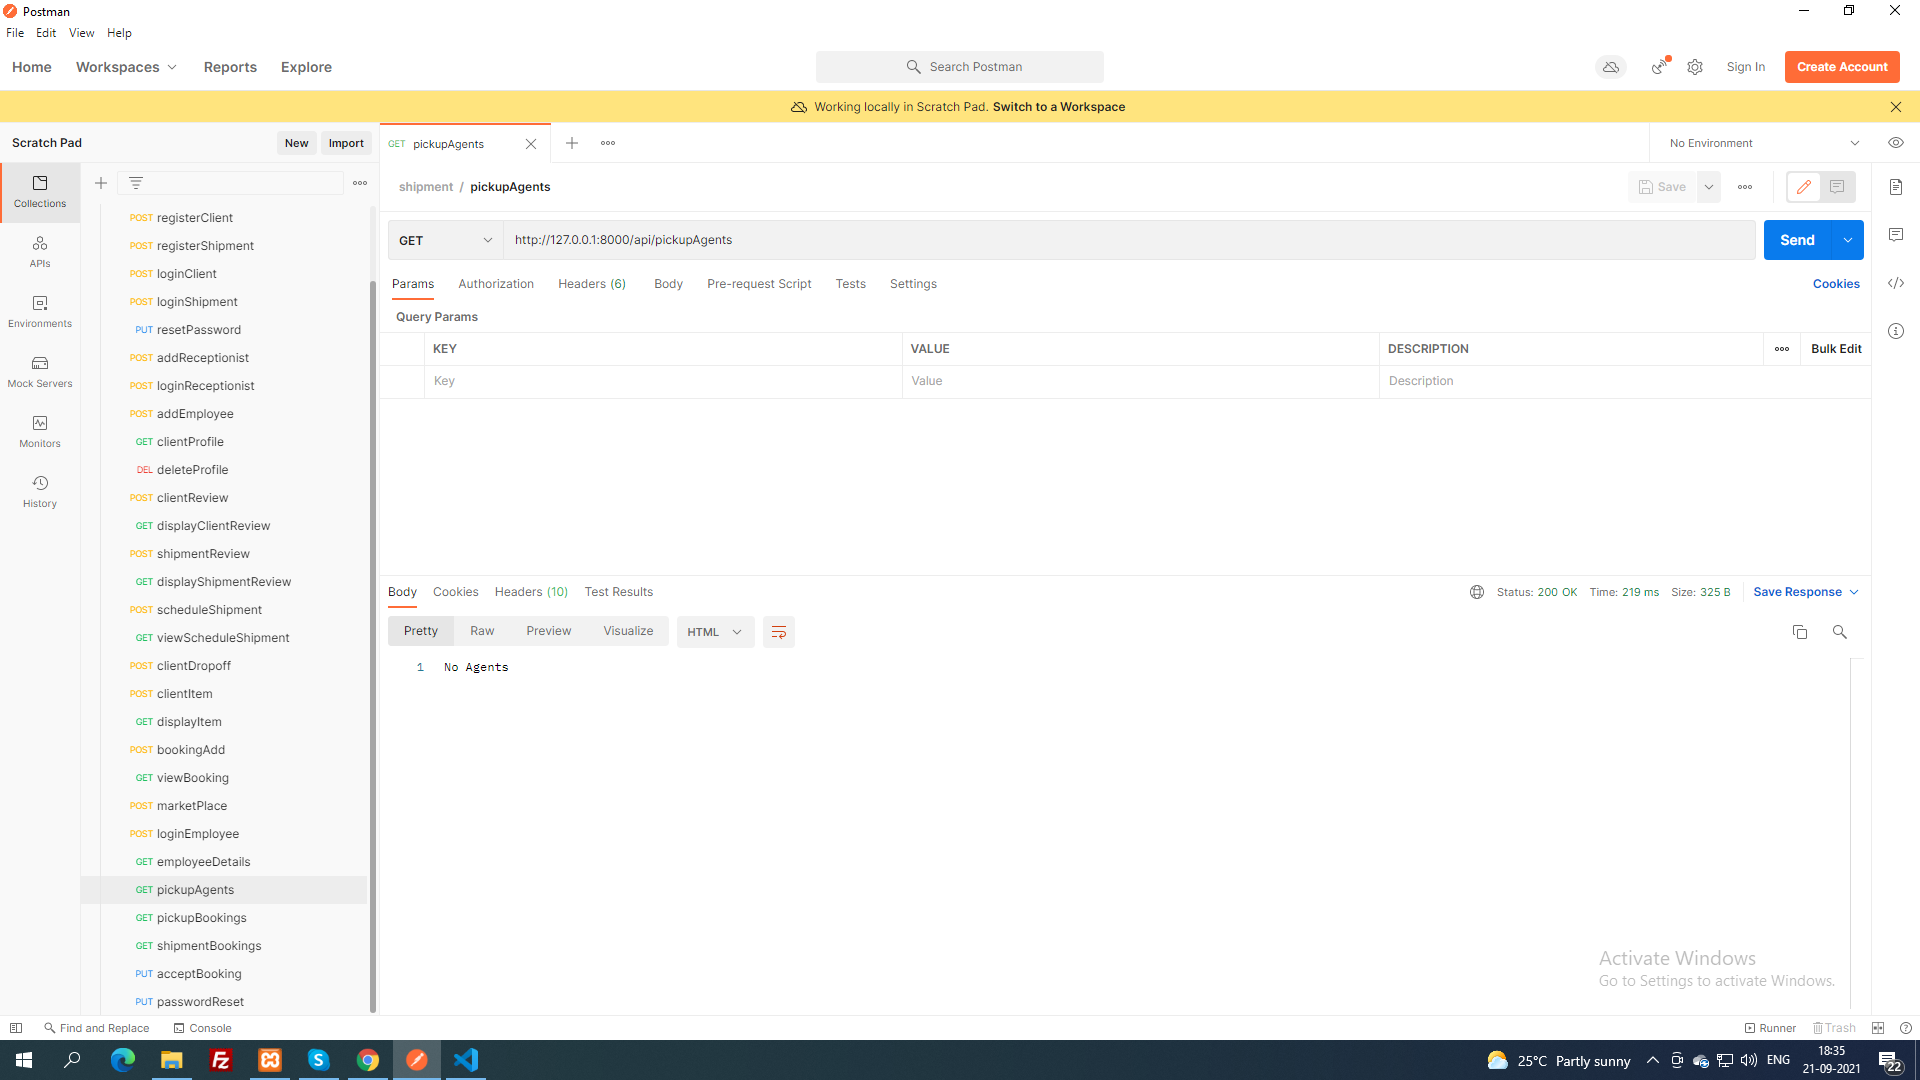 Postman
File Edit View Help
Home Workspaces Reports Explore
Search Postman
Sign In
Create Account
Working locally in Scratch Pad. Switch to a Workspace
Scratch Pad
New Import
GET pickupAgents
No Environment
Collections
APIs
Environments
Mock Servers
Monitors
History
POST registerClient
POST registerShipment
POST loginClient
POST loginShipment
PUT resetPassword
POST addReceptionist
POST loginReceptionist
POST addEmployee
GET clientProfile
DEL deleteProfile
POST clientReview
GET displayClientReview
POST shipmentReview
GET displayShipmentReview
POST scheduleShipment
GET viewScheduleShipment
POST clientDropoff
POST clientItem
GET displayItem
POST bookingAdd
GET viewBooking
POST marketPlace
POST loginEmployee
GET employeeDetails
GET pickupAgents
GET pickupBookings
GET shipmentBookings
PUT acceptBooking
PUT passwordReset
shipment / pickupAgents
Save
GET
http://127.0.0.1:8000/api/pickupAgents
Send
Params Authorization Headers (6) Body Pre-request Script Tests Settings
Cookies
Query Params
KEY VALUE DESCRIPTION
Bulk Edit
Key Value Description
Body Cookies Headers (10) Test Results
Status: 200 OK Time: 219 ms Size: 325 B
Save Response
Pretty Raw Preview Visualize HTML
1 No Agents
Activate Windows
Go to Settings to activate Windows.
Find and Replace Console
Runner Trash
25°C Partly sunny
ENG
18:35
21-09-2021
22